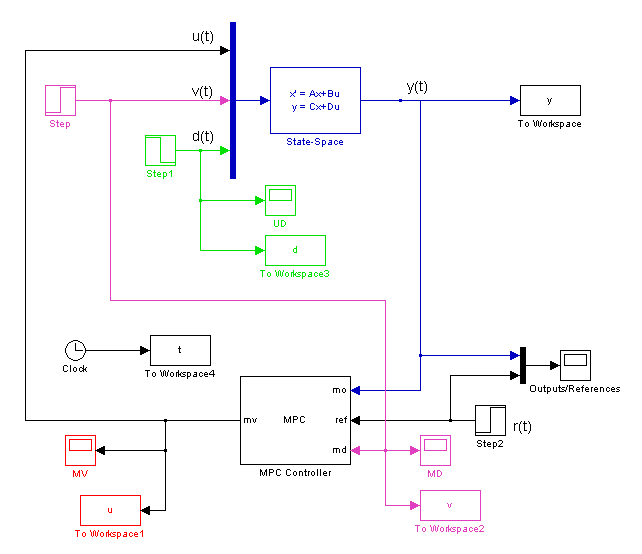 u(t)
v(t)
Step
d(t)
Step1
x' = Ax+Bu
y = Cx+Du
State-Space
y(t)
y
To Workspace
UD
d
To Workspace3
Clock
t
To Workspace4
mv
MPC
mo
ref
md
MPC Controller
Outputs/References
Step2
r(t)
MV
u
To Workspace1
MD
v
To Workspace2